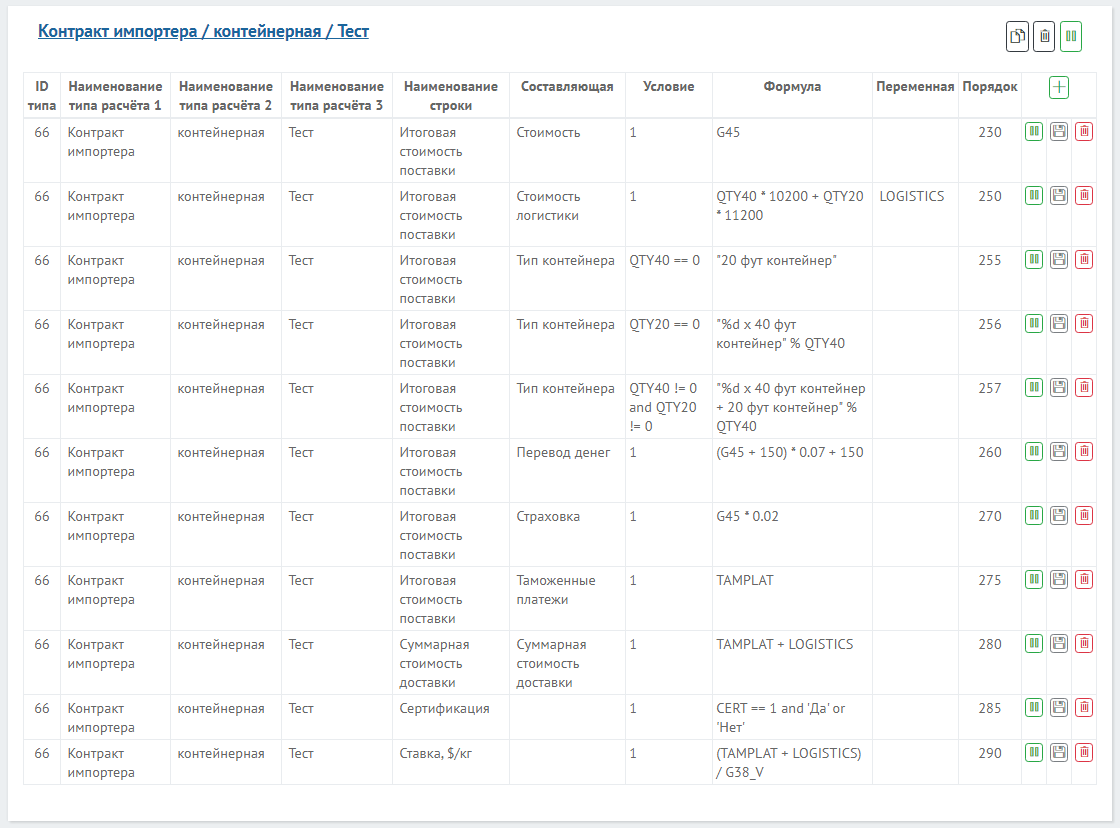 Контракт импортера / контейнерная / Тест
ID типа Наименование типа расчёта 1 Наименование типа расчёта 2 Наименование типа расчёта 3 Наименование строки Составляющая Условие Формула Переменная Порядок
66 Контракт импортера контейнерная Тест Итоговая стоимость поставки Стоимость 1 G45 230
66 Контракт импортера контейнерная Тест Итоговая стоимость поставки Стоимость логистики 1 QTY40 * 10200 + QTY20 * 11200 LOGISTICS 250
66 Контракт импортера контейнерная Тест Итоговая стоимость поставки Тип контейнера QTY40 == 0 "20 фут контейнер" 255
66 Контракт импортера контейнерная Тест Итоговая стоимость поставки Тип контейнера QTY20 == 0 "%d x 40 фут контейнер" % QTY40 256
66 Контракт импортера контейнерная Тест Итоговая стоимость поставки Тип контейнера QTY40 != 0 and QTY20 != 0 "%d x 40 фут контейнер + 20 фут контейнер" % QTY40 257
66 Контракт импортера контейнерная Тест Итоговая стоимость поставки Перевод денег 1 (G45 + 150) * 0.07 + 150 260
66 Контракт импортера контейнерная Тест Итоговая стоимость поставки Страховка 1 G45 * 0.02 270
66 Контракт импортера контейнерная Тест Итоговая стоимость поставки Таможенные платежи 1 TAMPLAT 275
66 Контракт импортера контейнерная Тест Суммарная стоимость доставки Суммарная стоимость доставки 1 TAMPLAT + LOGISTICS 280
66 Контракт импортера контейнерная Тест Сертификация 1 CERT == 1 and 'Да' or 'Нет' 285
66 Контракт импортера контейнерная Тест Ставка, $/кг 1 (TAMPLAT + LOGISTICS) / G38_V 290